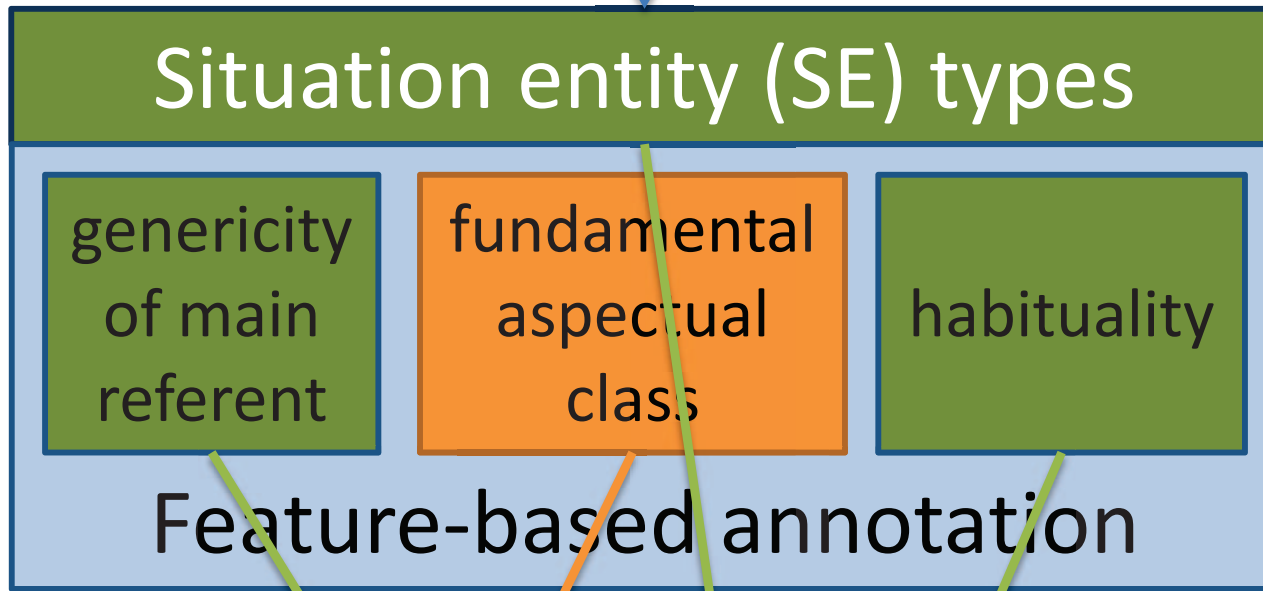 Situation entity (SE) types
genericity
of main
referent
fundamental
aspectual
class
habituality
Feature-based annotation